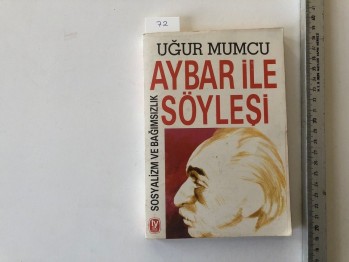 72
UĞUR MUMCU
AYBAR İLE
SÖYLEŞİ
SOSYALİZM VE BAĞIMSIZLIK